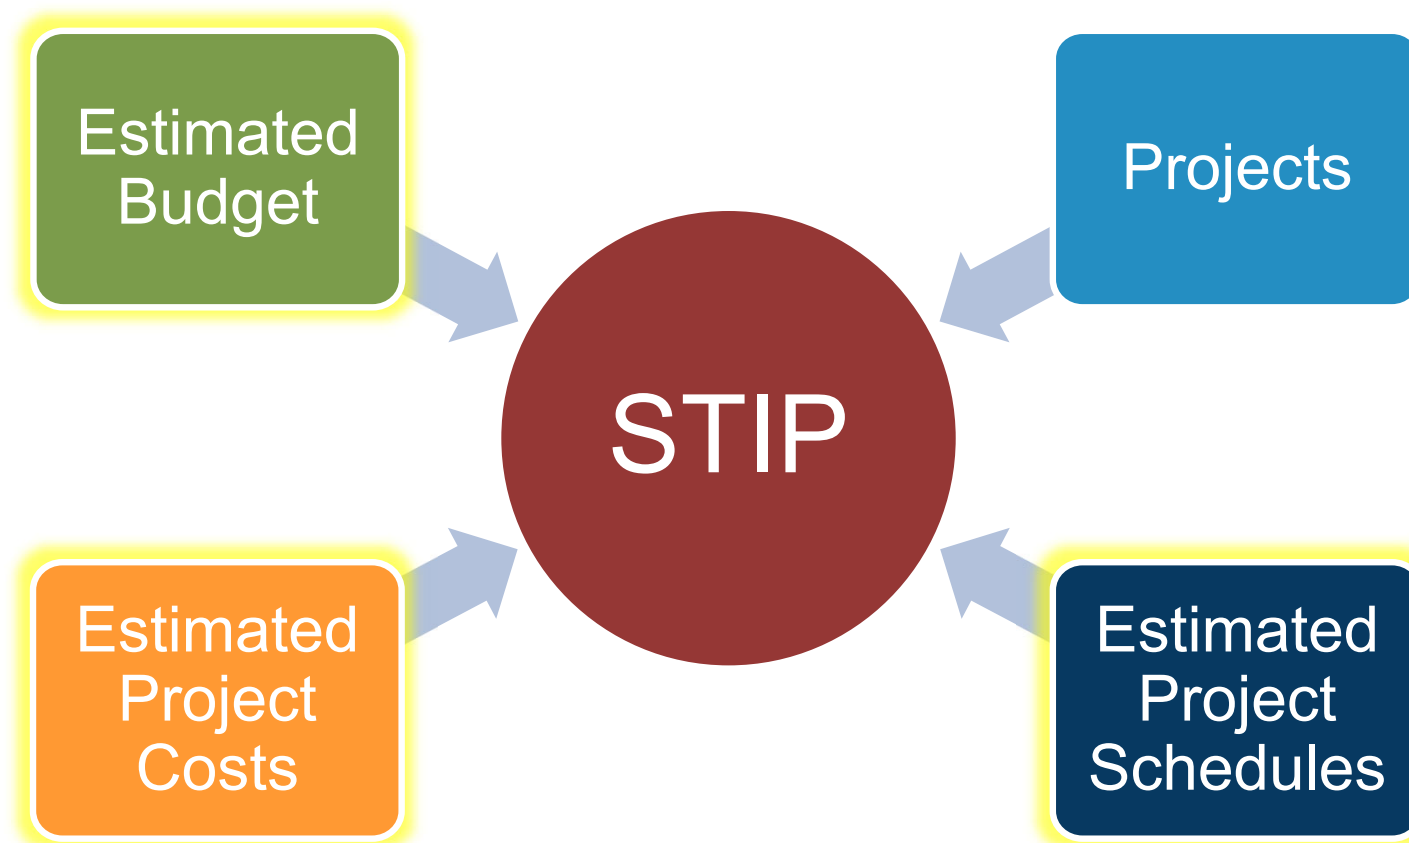 Estimated
Budget
Projects
STIP
Estimated
Project
Costs
Estimated
Project
Schedules